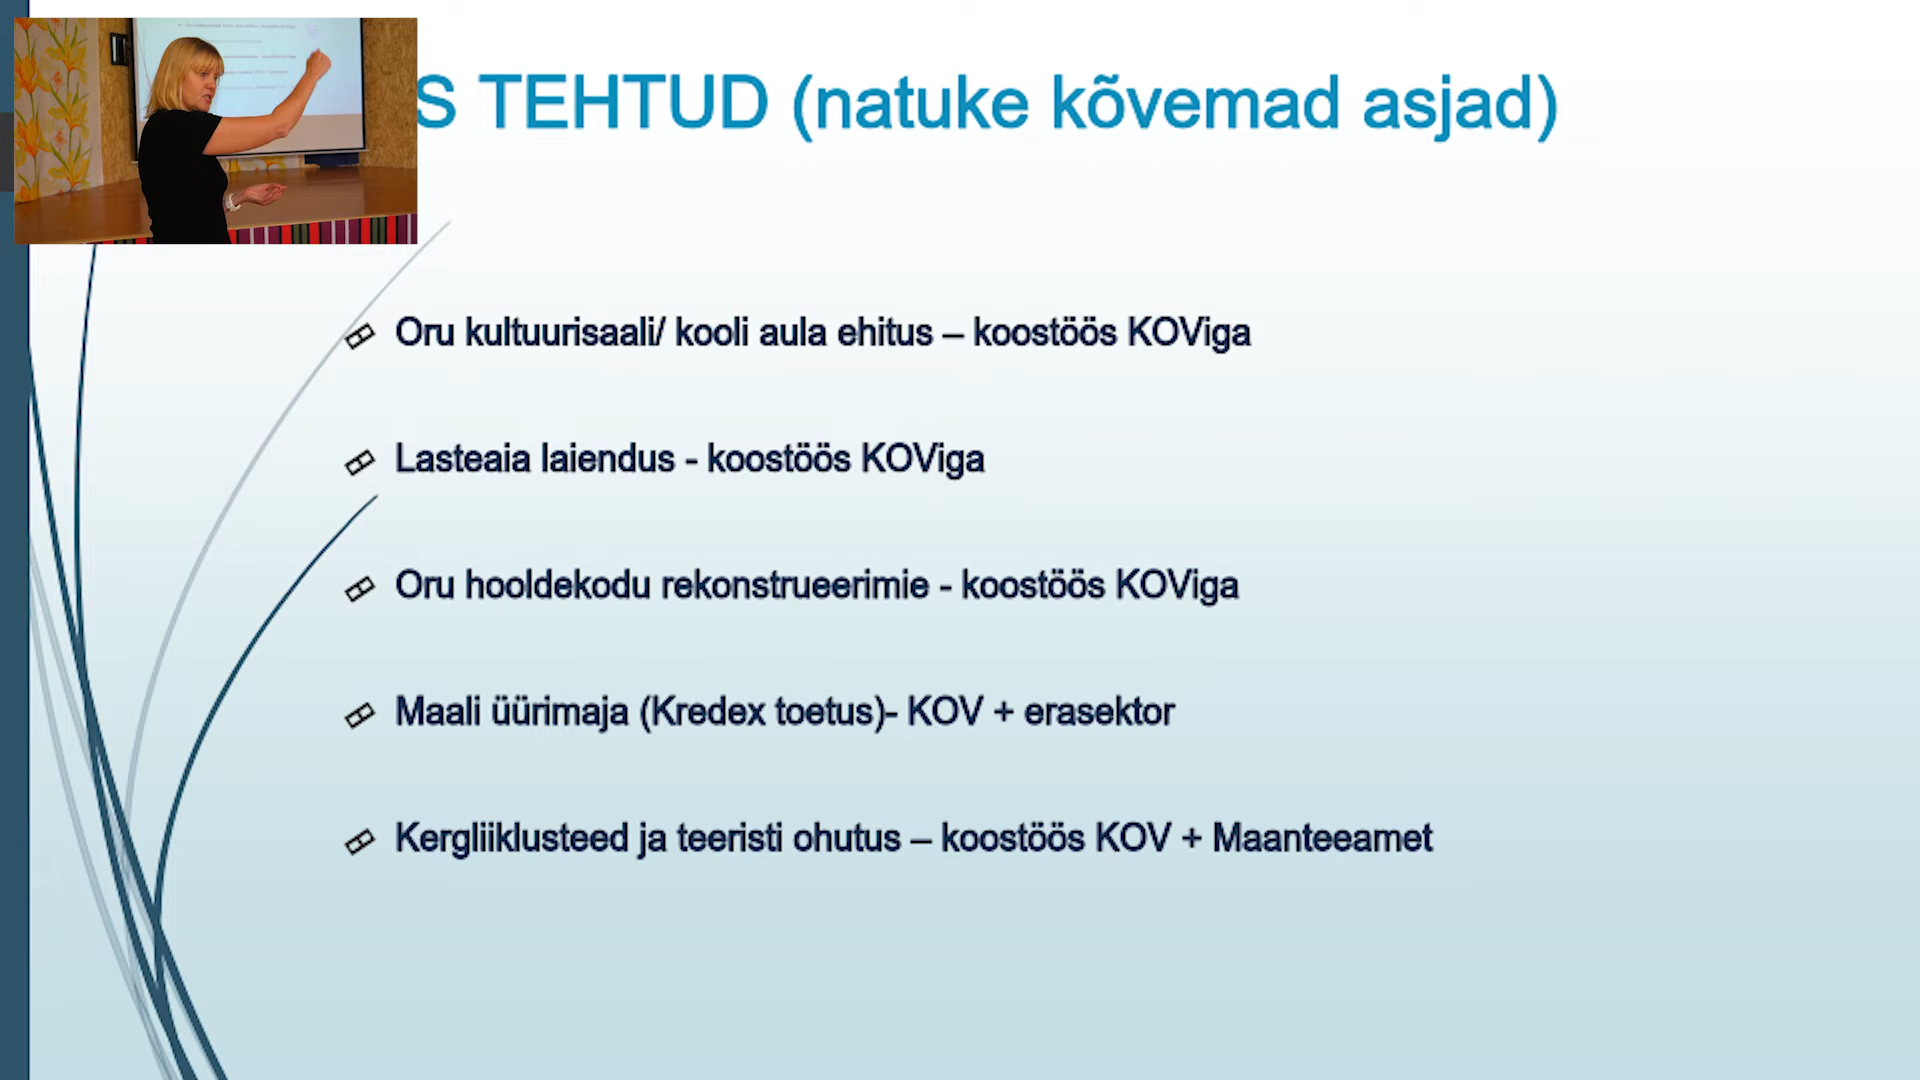 S TEHTUD (natuke kõvemad asjad)
Oru kultuurisaali/ kooli aula ehitus – koostöös KOViga
Lasteaia laiendus - koostöös KOViga
Oru hooldekodu rekonstrueerimie - koostöös KOViga
Maali üürimaja (Kredex toetus)- KOV + erasektor
Kergliiklusteed ja teeristi ohutus – koostöös KOV + Maanteeamet